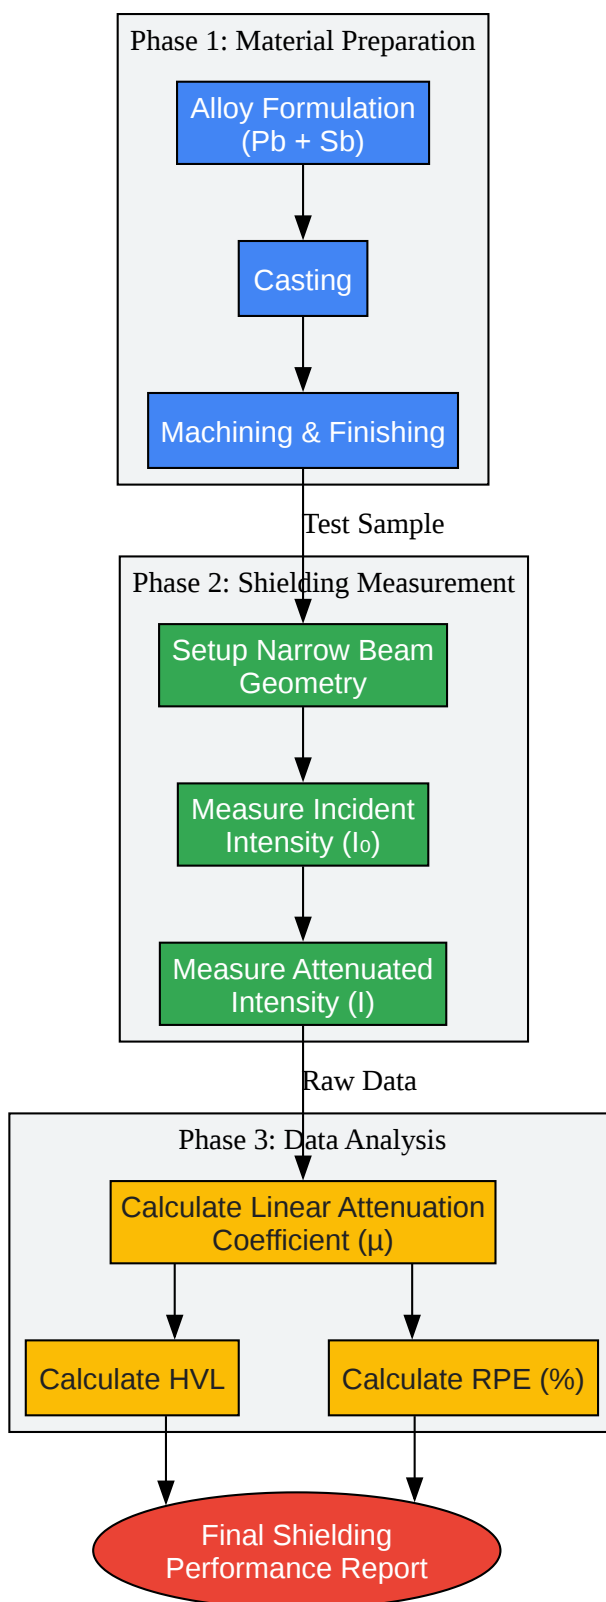 Phase 1: Material Preparation
Alloy Formulation
(Pb + Sb)
Casting
Machining & Finishing
Test Sample
Phase 2: Shielding Measurement
Setup Narrow Beam
Geometry
Measure Incident
Intensity (I₀)
Measure Attenuated
Intensity (I)
Raw Data
Phase 3: Data Analysis
Calculate Linear Attenuation
Coefficient (µ)
Calculate HVL
Calculate RPE (%)
Final Shielding
Performance Report